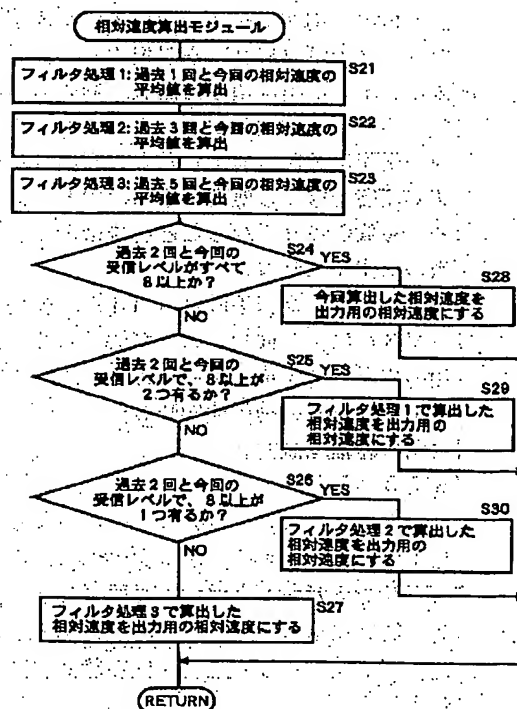 相対速度算出モジュール
S21
フィルタ処理1:過去1回と今回の相対速度の
平均値を算出
S22
フィルタ処理2:過去3回と今回の相対速度の
平均値を算出
S23
フィルタ処理3:過去5回と今回の相対速度の
平均値を算出
S24
過去2回と今回の
受信レベルがすべて
8以上か?
YES
NO
S28
今回算出した相対速度を
出力用の相対速度にする
S25
過去2回と今回の
受信レベルで、8以上が
2つ有るか?
YES
NO
S29
フィルタ処理1で算出した
相対速度を出力用の
相対速度にする
S26
過去2回と今回の
受信レベルで、8以上が
1つ有るか?
YES
NO
S30
フィルタ処理2で算出した
相対速度を出力用の
相対速度にする
S27
フィルタ処理3で算出した
相対速度を出力用の相対速度にする
RETURN